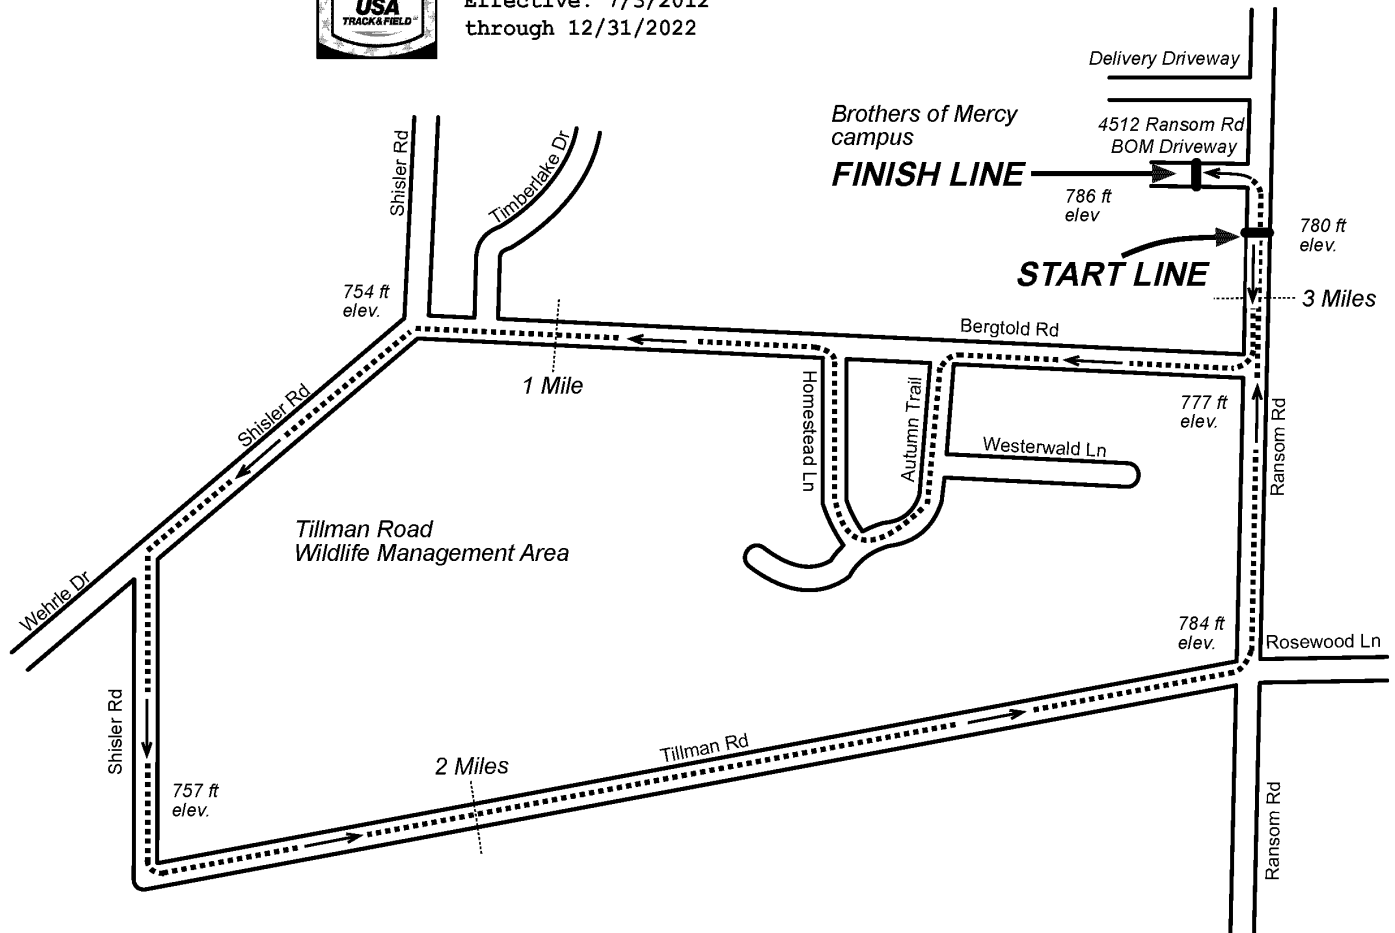 USA
TRACK&FIELD
Effective: 7/3/2012
through 12/31/2022
Delivery Driveway
Brothers of Mercy
campus
4512 Ransom Rd
BOM Driveway
FINISH LINE
786 ft
elev
780 ft
elev.
START LINE
3 Miles
Shisler Rd
Timberlake Dr
754 ft
elev.
Bergtold Rd
1 Mile
777 ft
elev.
Shisler Rd
Homestead Ln
Autumn Trail
Westerwald Ln
Ransom Rd
Tillman Road
Wildlife Management Area
Wehrle Dr
784 ft
elev.
Rosewood Ln
Shisler Rd
Tillman Rd
2 Miles
757 ft
elev.
Ransom Rd